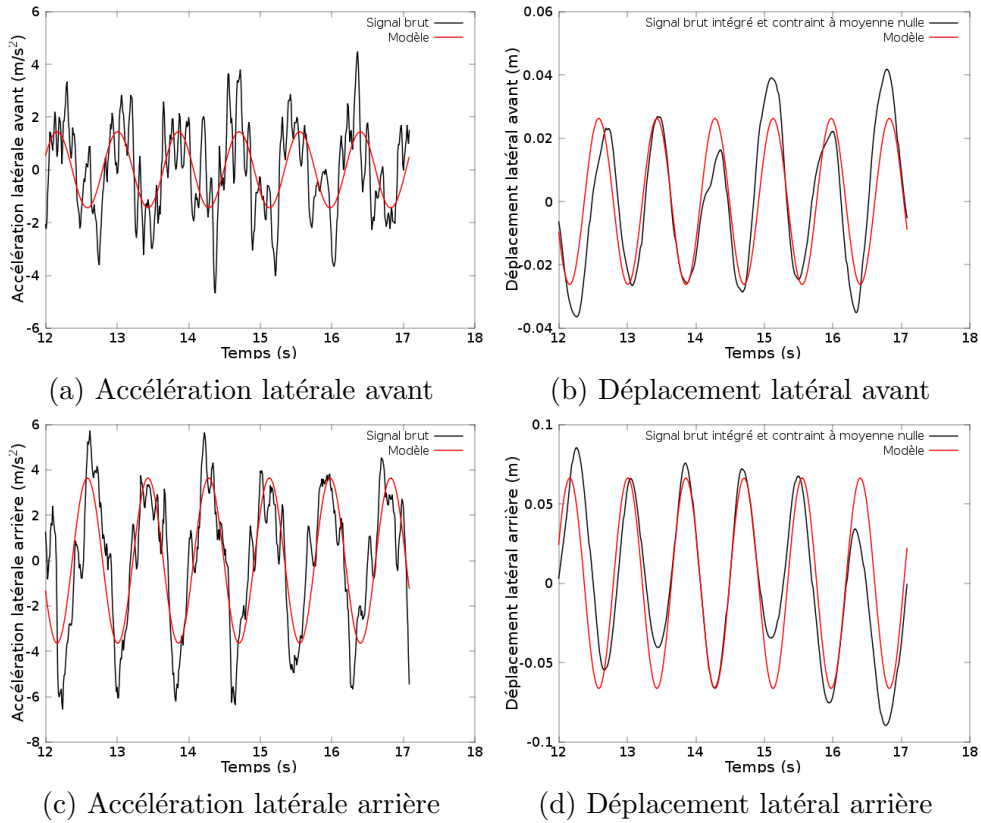 Signal brut
Modèle
Accélération latérale avant (m/s²)
6
4
2
0
-2
-4
-6
12 13 14 15 16 17 18
Temps (s)
(a) Accélération latérale avant
Signal brut intégré et contraint à moyenne nulle
Modèle
Déplacement latéral avant (m)
0.06
0.04
0.02
0
-0.02
-0.04
12 13 14 15 16 17 18
Temps (s)
(b) Déplacement latéral avant
Signal brut
Modèle
Accélération latérale arrière (m/s²)
6
4
2
0
-2
-4
-6
-8
12 13 14 15 16 17 18
Temps (s)
(c) Accélération latérale arrière
Signal brut intégré et contraint à moyenne nulle
Modèle
Déplacement latéral arrière (m)
0.1
0.05
0
-0.05
-0.1
12 13 14 15 16 17 18
Temps (s)
(d) Déplacement latéral arrière